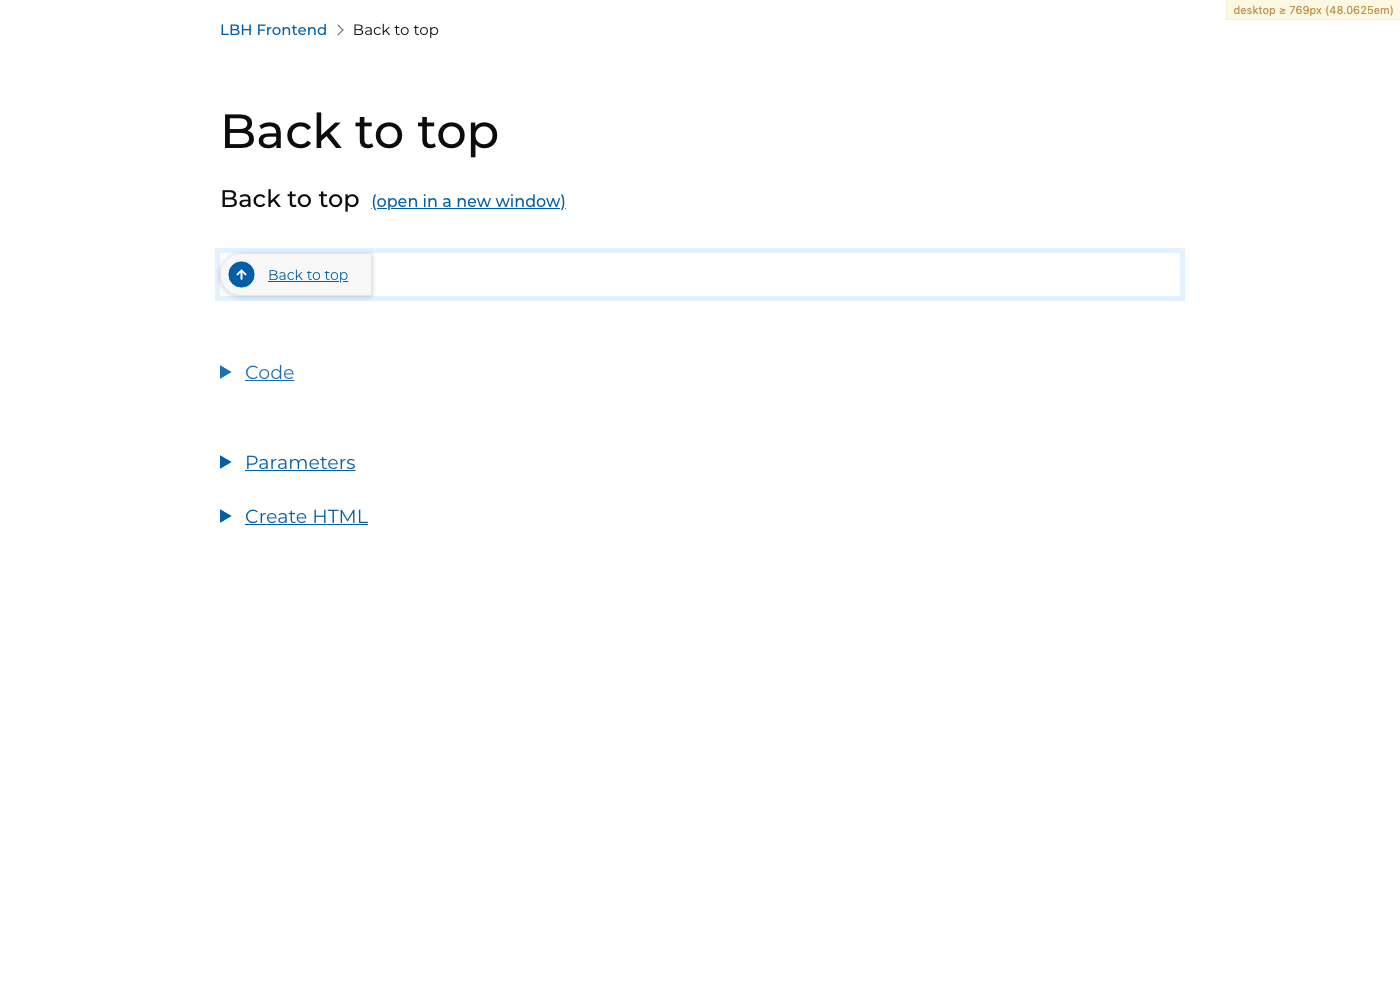 desktop ≥ 769px (48.0625em)
LBH Frontend > Back to top
Back to top
Back to top (open in a new window)
Back to top
Code
Parameters
Create HTML